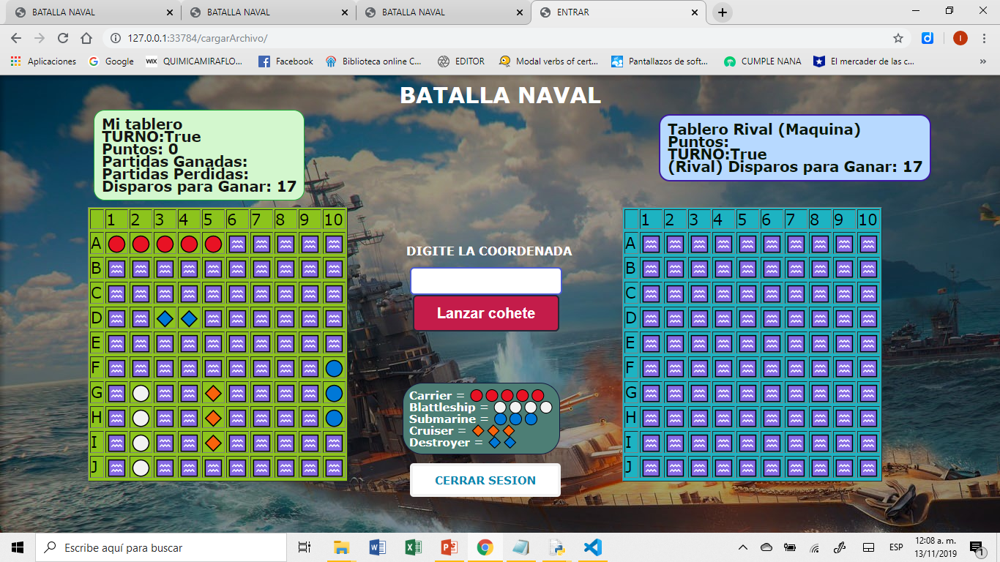 BATALLA NAVAL
BATALLA NAVAL
BATALLA NAVAL
ENTRAR
127.0.0.1:33784/cargarArchivo/
I
Aplicaciones
Google
WIX QUIMICAMIRAFLO...
Facebook
Biblioteca online C...
EDITOR
Modal verbs of cert...
Pantallazos de soft...
CUMPLE NANA
El mercader de las c...
»
BATALLA NAVAL
Mi tablero
TURNO:True
Puntos: 0
Partidas Ganadas:
Partidas Perdidas:
Disparos para Ganar: 17
Tablero Rival (Maquina)
Puntos:
TURNO:True
(Rival) Disparos para Ganar: 17
1 2 3 4 5 6 7 8 9 10
A
B
C
D
E
F
G
H
I
J
DIGITE LA COORDENADA
Lanzar cohete
Carrier =
Blattleship =
Submarine =
Cruiser =
Destroyer =
CERRAR SESION
1 2 3 4 5 6 7 8 9 10
A
B
C
D
E
F
G
H
I
J
Escribe aquí para buscar
ESP
12:08 a. m.
13/11/2019
1